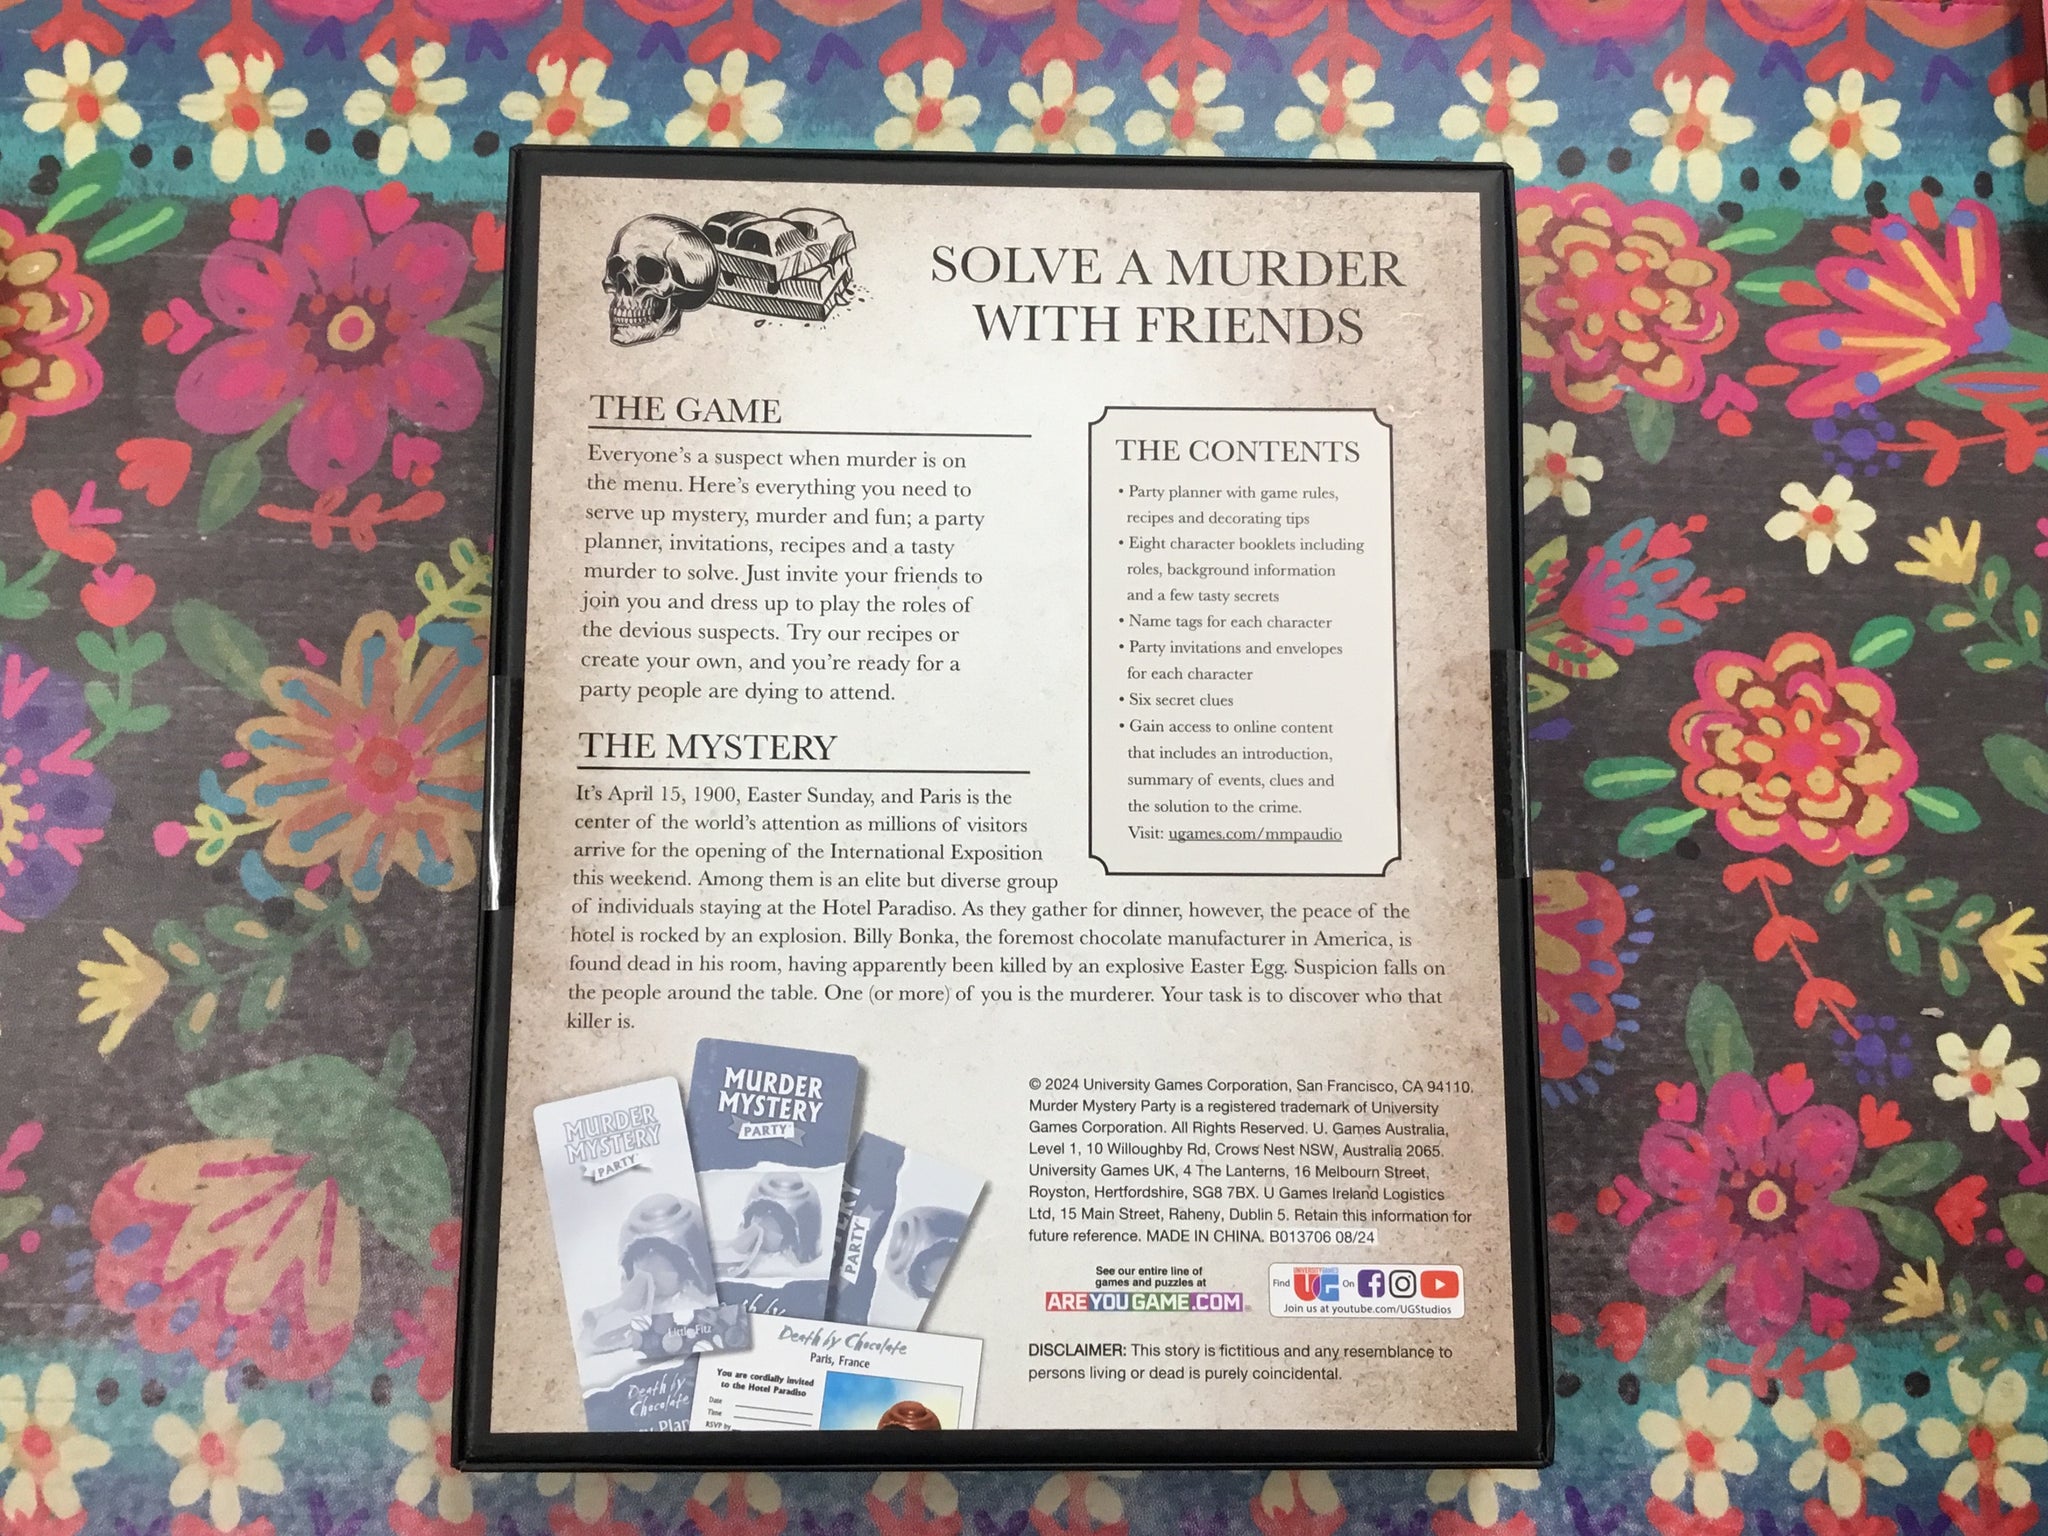 SOLVE A MURDER
WITH FRIENDS
THE GAME
Everyone's a suspect when murder is on
the menu. Here's everything you need to
serve up mystery, murder and fun; a party
planner, invitations, recipes and a tasty
murder to solve. Just invite your friends to
join you and dress up to play the roles of
the devious suspects. Try our recipes or
create your own, and you're ready for a
party people are dying to attend.
THE CONTENTS
• Party planner with game rules,
recipes and decorating tips
• Eight character booklets including
roles, background information
and a few tasty secrets
• Name tags for each character
• Party invitations and envelopes
for each character
• Six secret clues
• Gain access to online content
that includes an introduction,
summary of events, clues and
the solution to the crime.
Visit: ugames.com/mmpaudio
THE MYSTERY
It's April 15, 1900, Easter Sunday, and Paris is the
center of the world's attention as millions of visitors
arrive for the opening of the International Exposition
this weekend. Among them is an elite but diverse group
of individuals staying at the Hotel Paradiso. As they gather for dinner, however, the peace of the
hotel is rocked by an explosion. Billy Bonka, the foremost chocolate manufacturer in America, is
found dead in his room, having apparently been killed by an explosive Easter Egg. Suspicion falls on
the people around the table. One (or more) of you is the murderer. Your task is to discover who that
killer is.
MURDER
MYSTERY
PARTY
MURDER
MYSTERY
PARTY
PARTY
Little Fitz
Death by
Chocolate
Death by Chocolate
Paris, France
You are cordially invited
to the Hotel Paradiso
Date
Time
RSVP by
© 2024 University Games Corporation, San Francisco, CA 94110.
Murder Mystery Party is a registered trademark of University
Games Corporation. All Rights Reserved. U. Games Australia,
Level 1, 10 Willoughby Rd, Crows Nest NSW, Australia 2065.
University Games UK, 4 The Lanterns, 16 Melbourn Street,
Royston, Hertfordshire, SG8 7BX. U Games Ireland Logistics
Ltd, 15 Main Street, Raheny, Dublin 5. Retain this information for
future reference. MADE IN CHINA. B013706 08/24
See our entire line of
games and puzzles at
AREYOUGAME.COM
Find UNIVERSITY GAMES UG On
Join us at youtube.com/UGStudios
DISCLAIMER: This story is fictitious and any resemblance to
persons living or dead is purely coincidental.